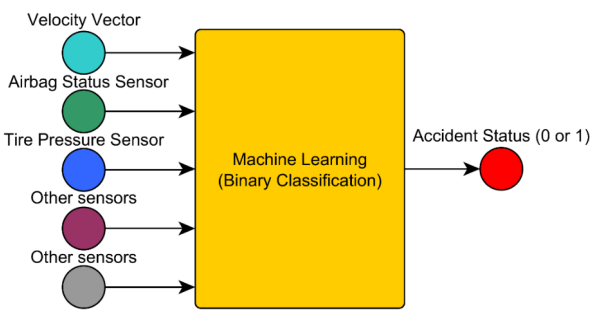 Velocity Vector
Airbag Status Sensor
Tire Pressure Sensor
Other sensors
Other sensors
Machine Learning
(Binary Classification)
Accident Status (0 or 1)